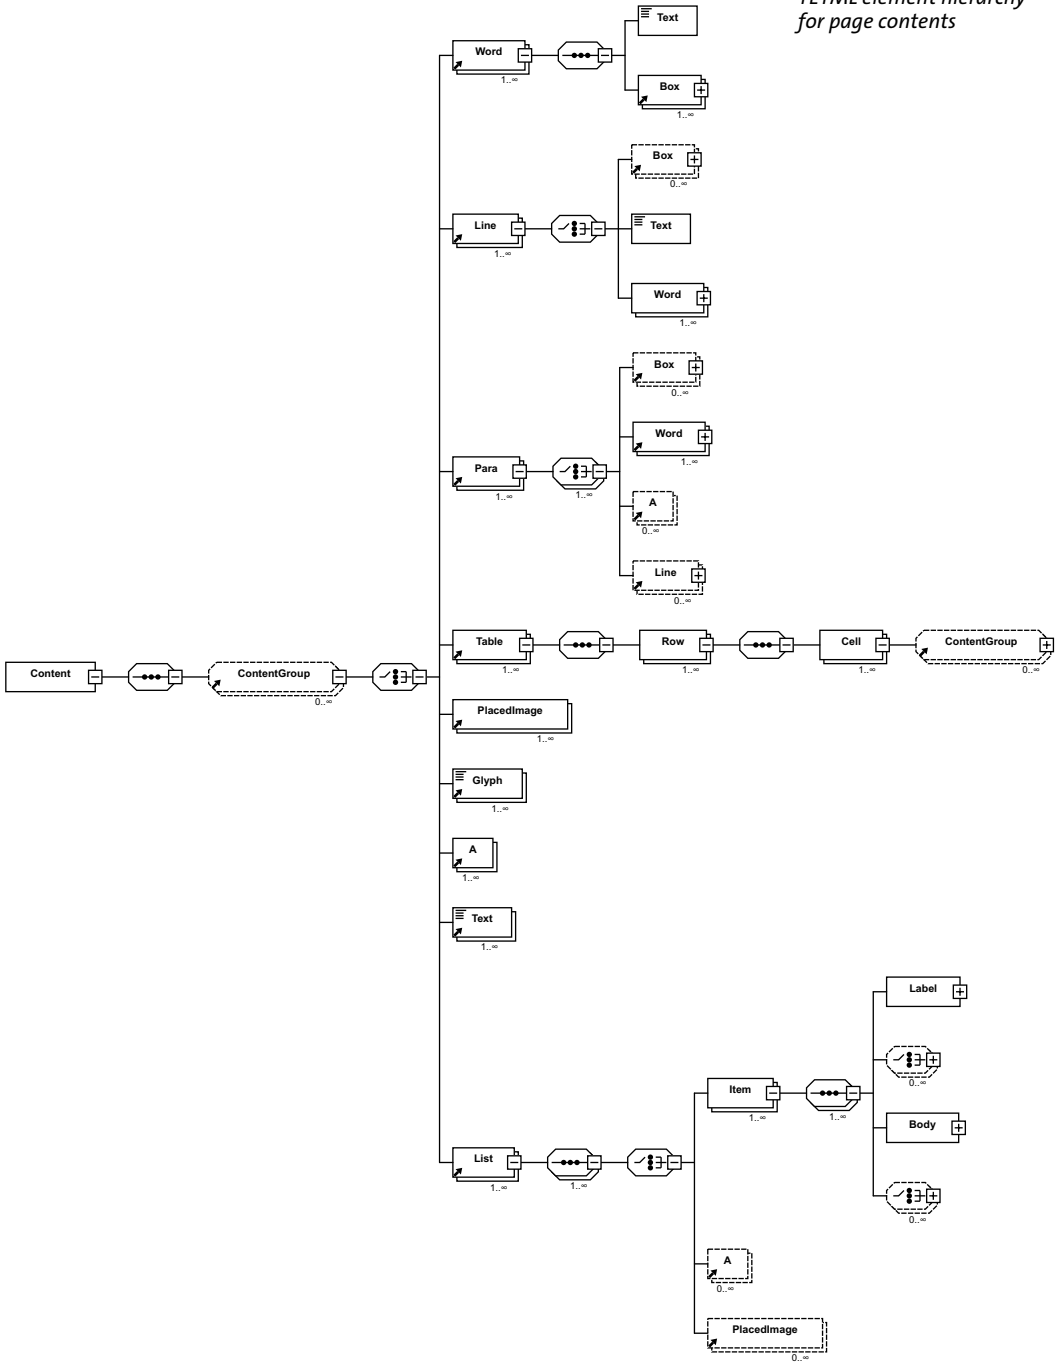 TETML element hierarchy
for page contents
Text
Word
1..∞
Box
1..∞
Box
0..∞
Line
1..∞
Text
Word
1..∞
Box
0..∞
Word
1..∞
Para
1..∞
1..∞
A
0..∞
Line
0..∞
Content
ContentGroup
0..∞
Table
1..∞
Row
1..∞
Cell
1..∞
ContentGroup
0..∞
PlacedImage
1..∞
Glyph
1..∞
A
1..∞
Text
1..∞
List
1..∞
1..∞
Item
1..∞
1..∞
Label
0..∞
Body
0..∞
A
0..∞
PlacedImage
0..∞